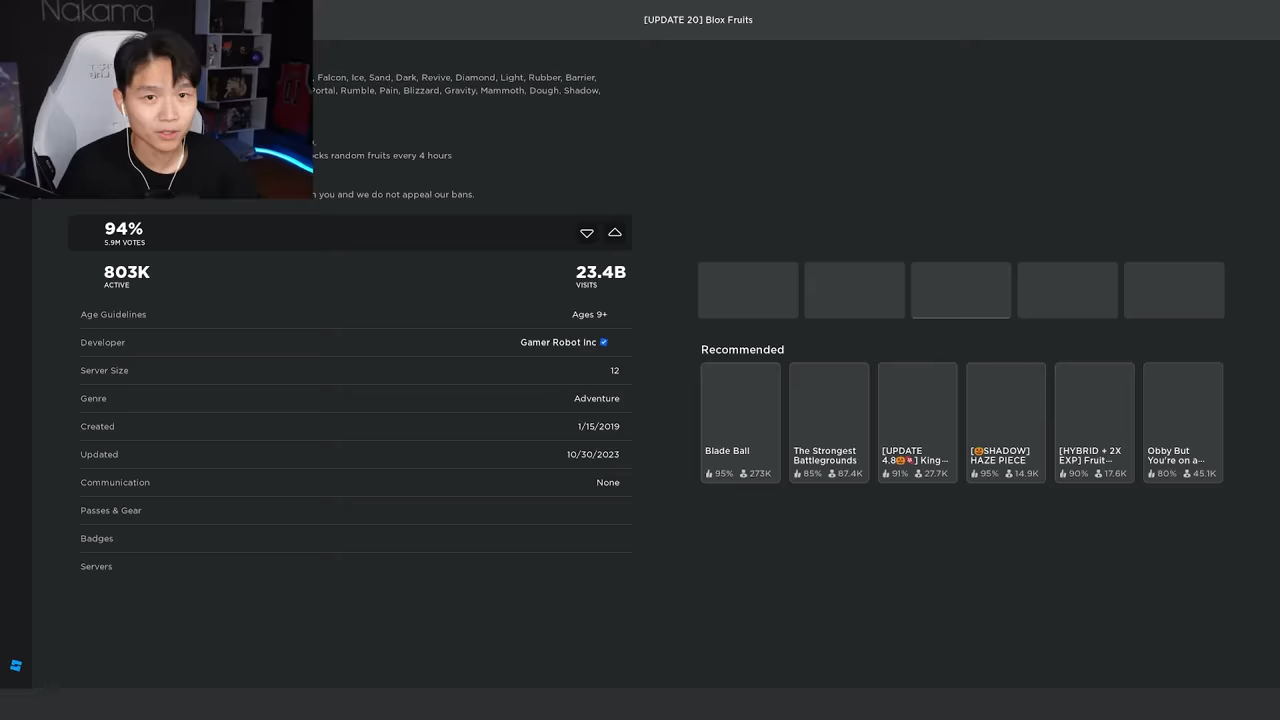 Nakama
[UPDATE 20] Blox Fruits
, Falcon, Ice, Sand, Dark, Revive, Diamond, Light, Rubber, Barrier,
Portal, Rumble, Pain, Blizzard, Gravity, Mammoth, Dough, Shadow,
ocks random fruits every 4 hours
you and we do not appeal our bans.
94%
5.9M VOTES
803K
ACTIVE
23.4B
VISITS
Age Guidelines
Ages 9+
Developer
Gamer Robot Inc
Server Size
12
Genre
Adventure
Created
1/15/2019
Updated
10/30/2023
Communication
None
Passes & Gear
Badges
Servers
Recommended
Blade Ball
95% 273K
The Strongest
Battlegrounds
85% 67.4K
[UPDATE
4.8🎃💥] King...
91% 27.7K
[🎃SHADOW]
HAZE PIECE
95% 14.9K
[HYBRID + 2X
EXP] Fruit...
90% 17.6K
Obby But
You're on a...
80% 45.1K